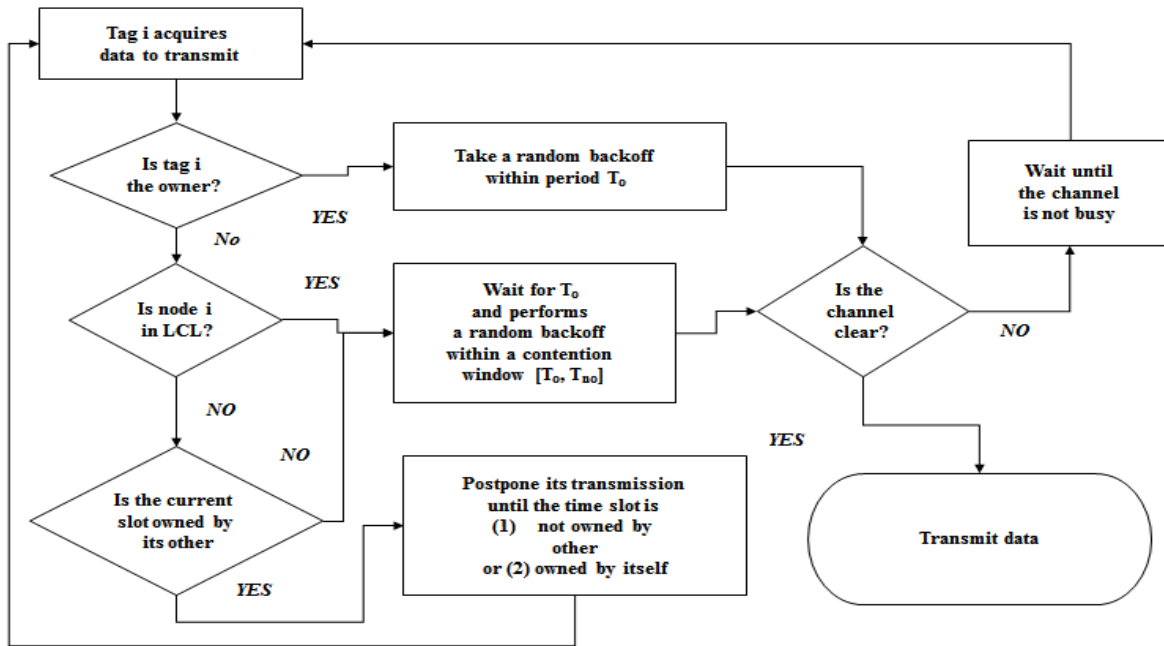 Tag i acquires
data to transmit
Is tag i
the owner?
YES
No
Take a random backoff
within period To
Wait until
the channel
is not busy
Is node i
in LCL?
YES
NO
Wait for To
and performs
a random backoff
within a contention
window [To, Tno]
Is the
channel
clear?
NO
YES
Is the current
slot owned by
its other
NO
YES
Postpone its transmission
until the time slot is
(1) not owned by
other
or (2) owned by itself
Transmit data